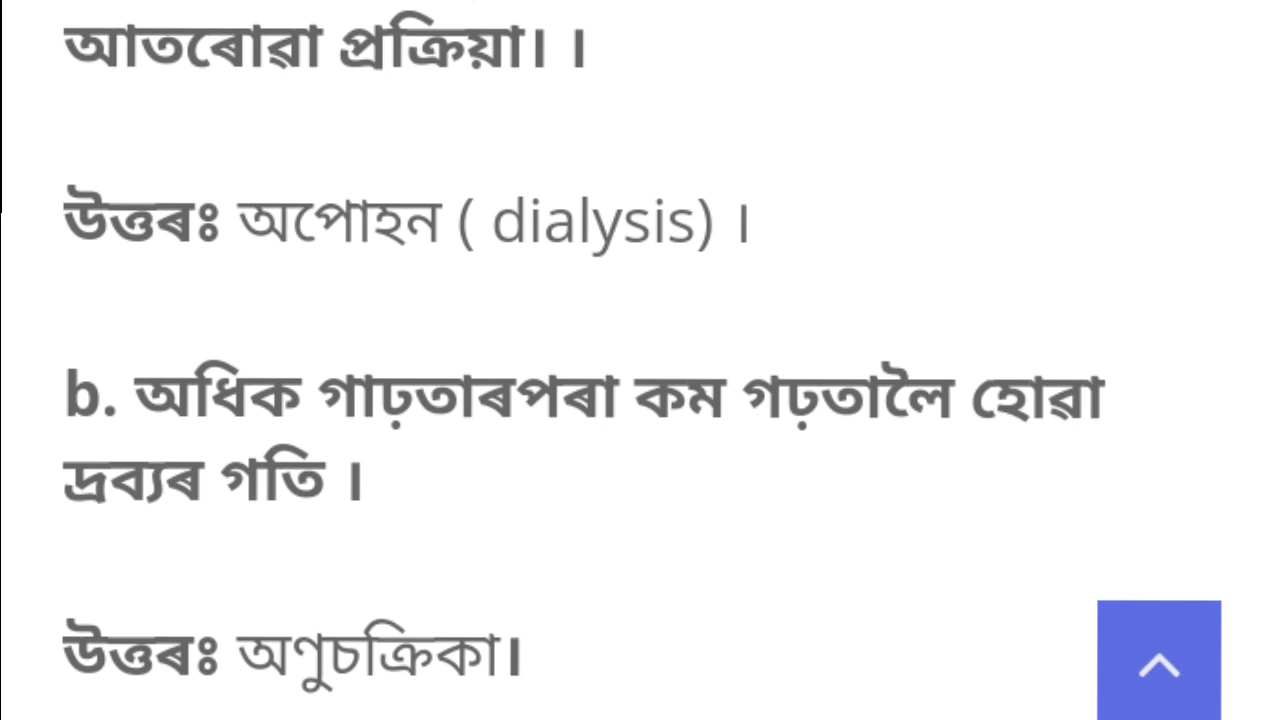 আতৰোৱা প্ৰক্ৰিয়া। ।
উত্তৰঃ অপোহন ( dialysis) ।
b. অধিক গাঢ়তাৰপৰা কম গঢ়তালৈ হোৱা
দ্ৰব্যৰ গতি ।
উত্তৰঃ অণুচক্ৰিকা।